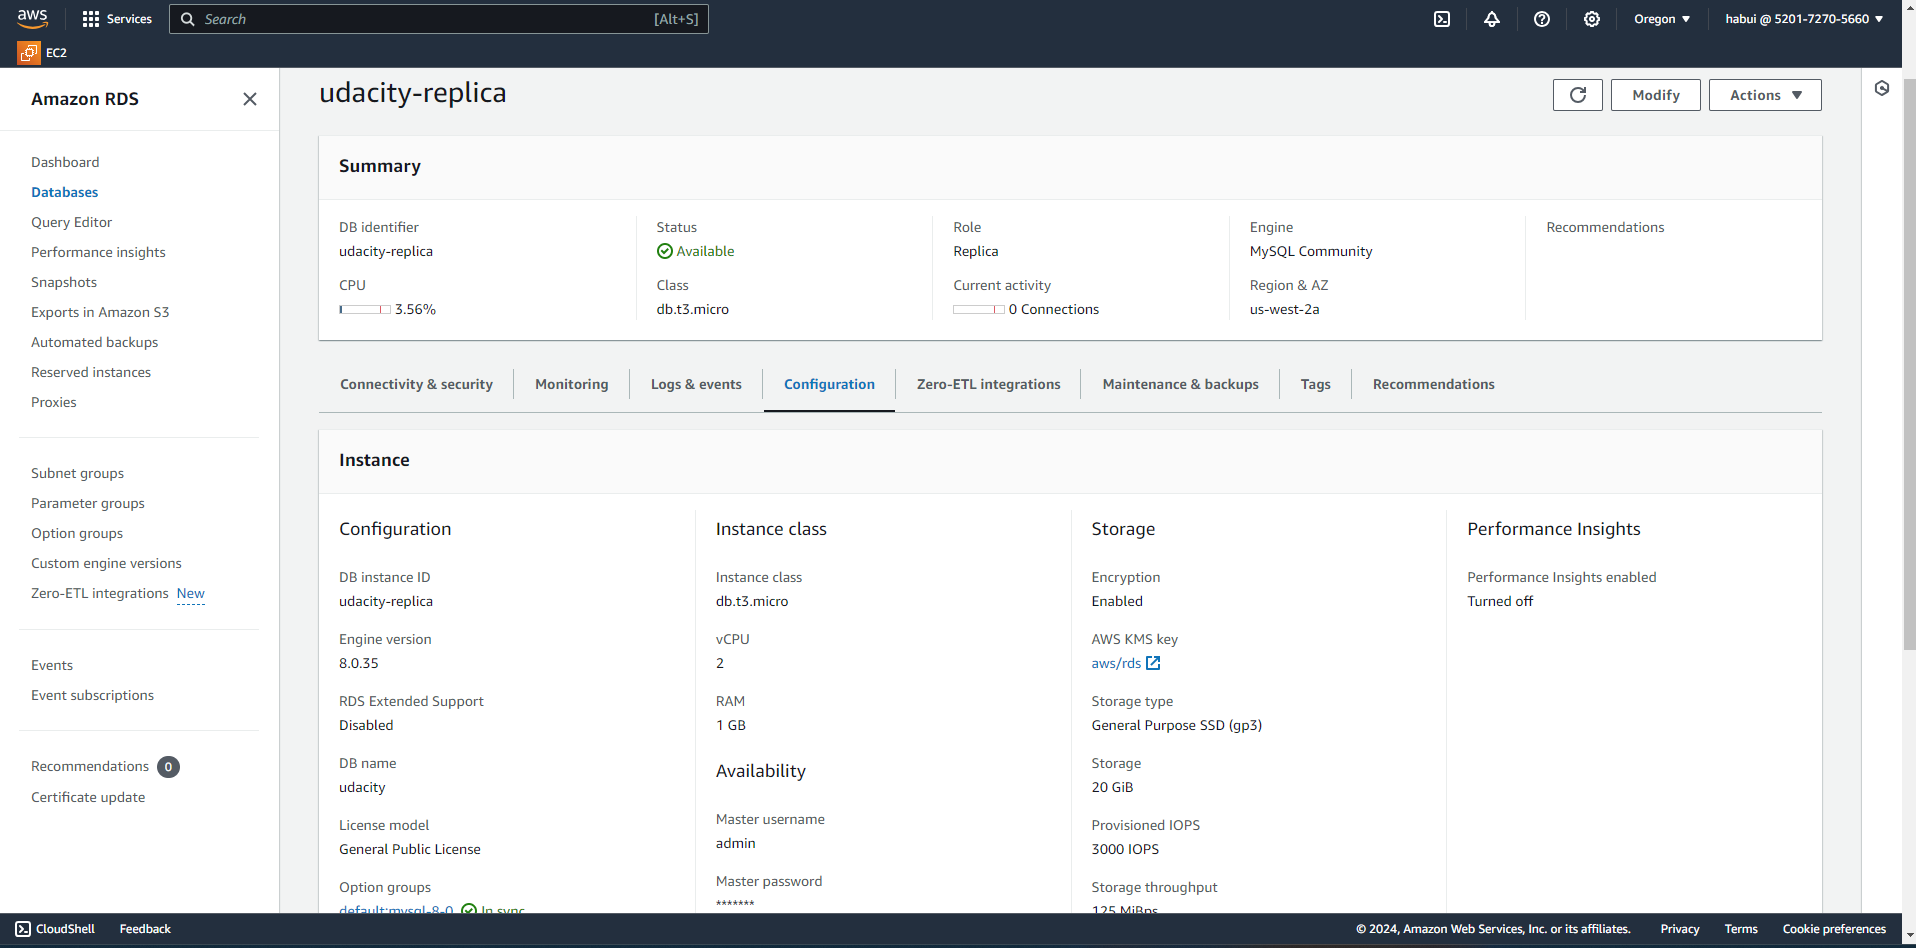 aws
Services
Search
[Alt+S]
Oregon ▼
habui @ 5201-7270-5660 ▼
EC2
Amazon RDS
Dashboard
Databases
Query Editor
Performance insights
Snapshots
Exports in Amazon S3
Automated backups
Reserved instances
Proxies
Subnet groups
Parameter groups
Option groups
Custom engine versions
Zero-ETL integrations New
Events
Event subscriptions
Recommendations 0
Certificate update
udacity-replica
Modify
Actions ▼
Summary
DB identifier
udacity-replica
CPU
3.56%
Status
Available
Class
db.t3.micro
Role
Replica
Current activity
0 Connections
Engine
MySQL Community
Region & AZ
us-west-2a
Recommendations
Connectivity & security
Monitoring
Logs & events
Configuration
Zero-ETL integrations
Maintenance & backups
Tags
Recommendations
Instance
Configuration
DB instance ID
udacity-replica
Engine version
8.0.35
RDS Extended Support
Disabled
DB name
udacity
License model
General Public License
Option groups
default:mysql-8-0 In sync
Instance class
Instance class
db.t3.micro
vCPU
2
RAM
1 GB
Availability
Master username
admin
Master password
*******
Storage
Encryption
Enabled
AWS KMS key
aws/rds
Storage type
General Purpose SSD (gp3)
Storage
20 GiB
Provisioned IOPS
3000 IOPS
Storage throughput
125 MiBps
Performance Insights
Performance Insights enabled
Turned off
CloudShell
Feedback
© 2024, Amazon Web Services, Inc. or its affiliates.
Privacy
Terms
Cookie preferences